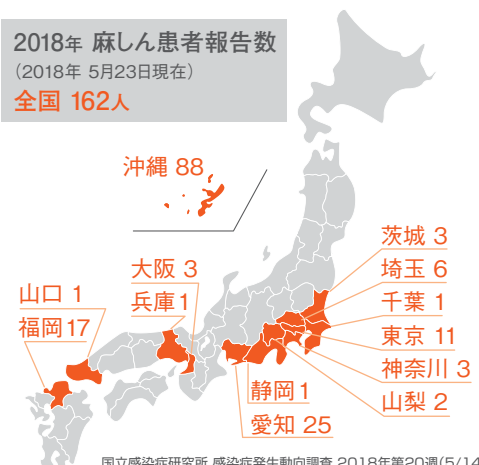 2018年 麻しん患者報告数
（2018年 5月23日現在）
全国 162人
沖縄 88
大阪 3
兵庫 1
山口 1
福岡 17
茨城 3
埼玉 6
千葉 1
東京 11
神奈川 3
山梨 2
静岡 1
愛知 25
国立感染症研究所 感染症発生動向調査 2018年第20週（5/14